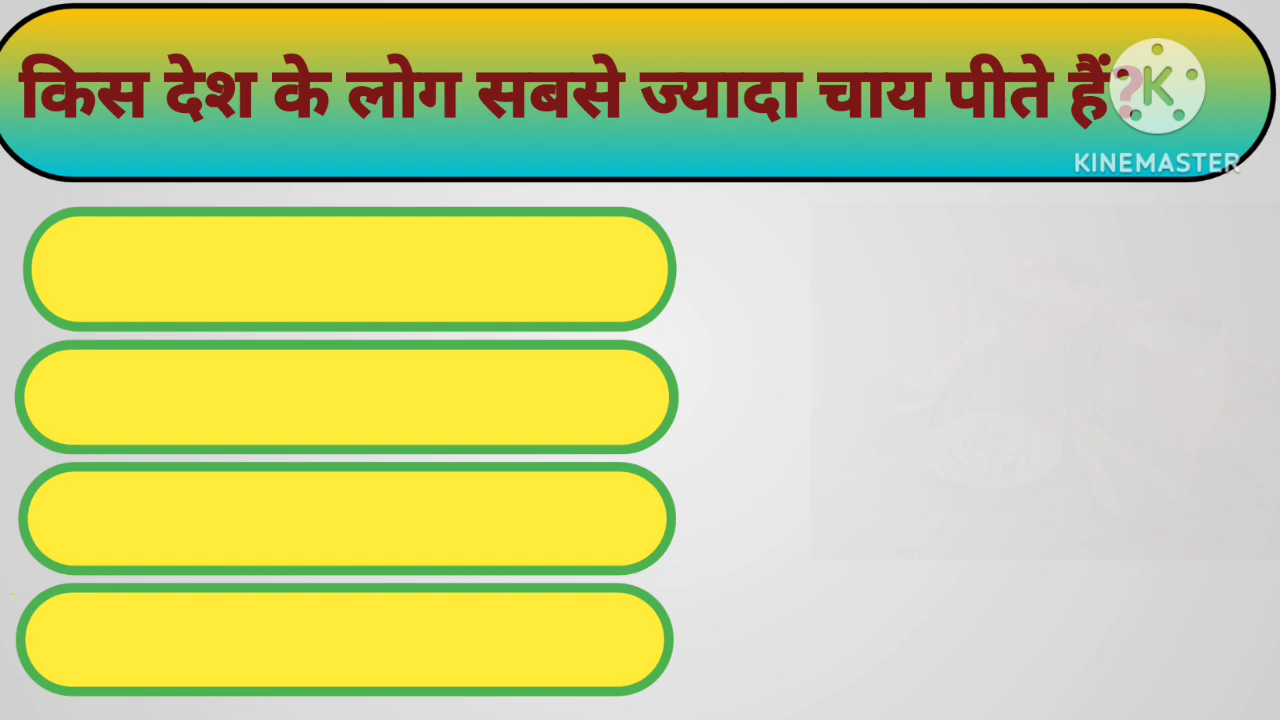 किस देश के लोग सबसे ज्यादा चाय पीते हैं?
KINEMASTER